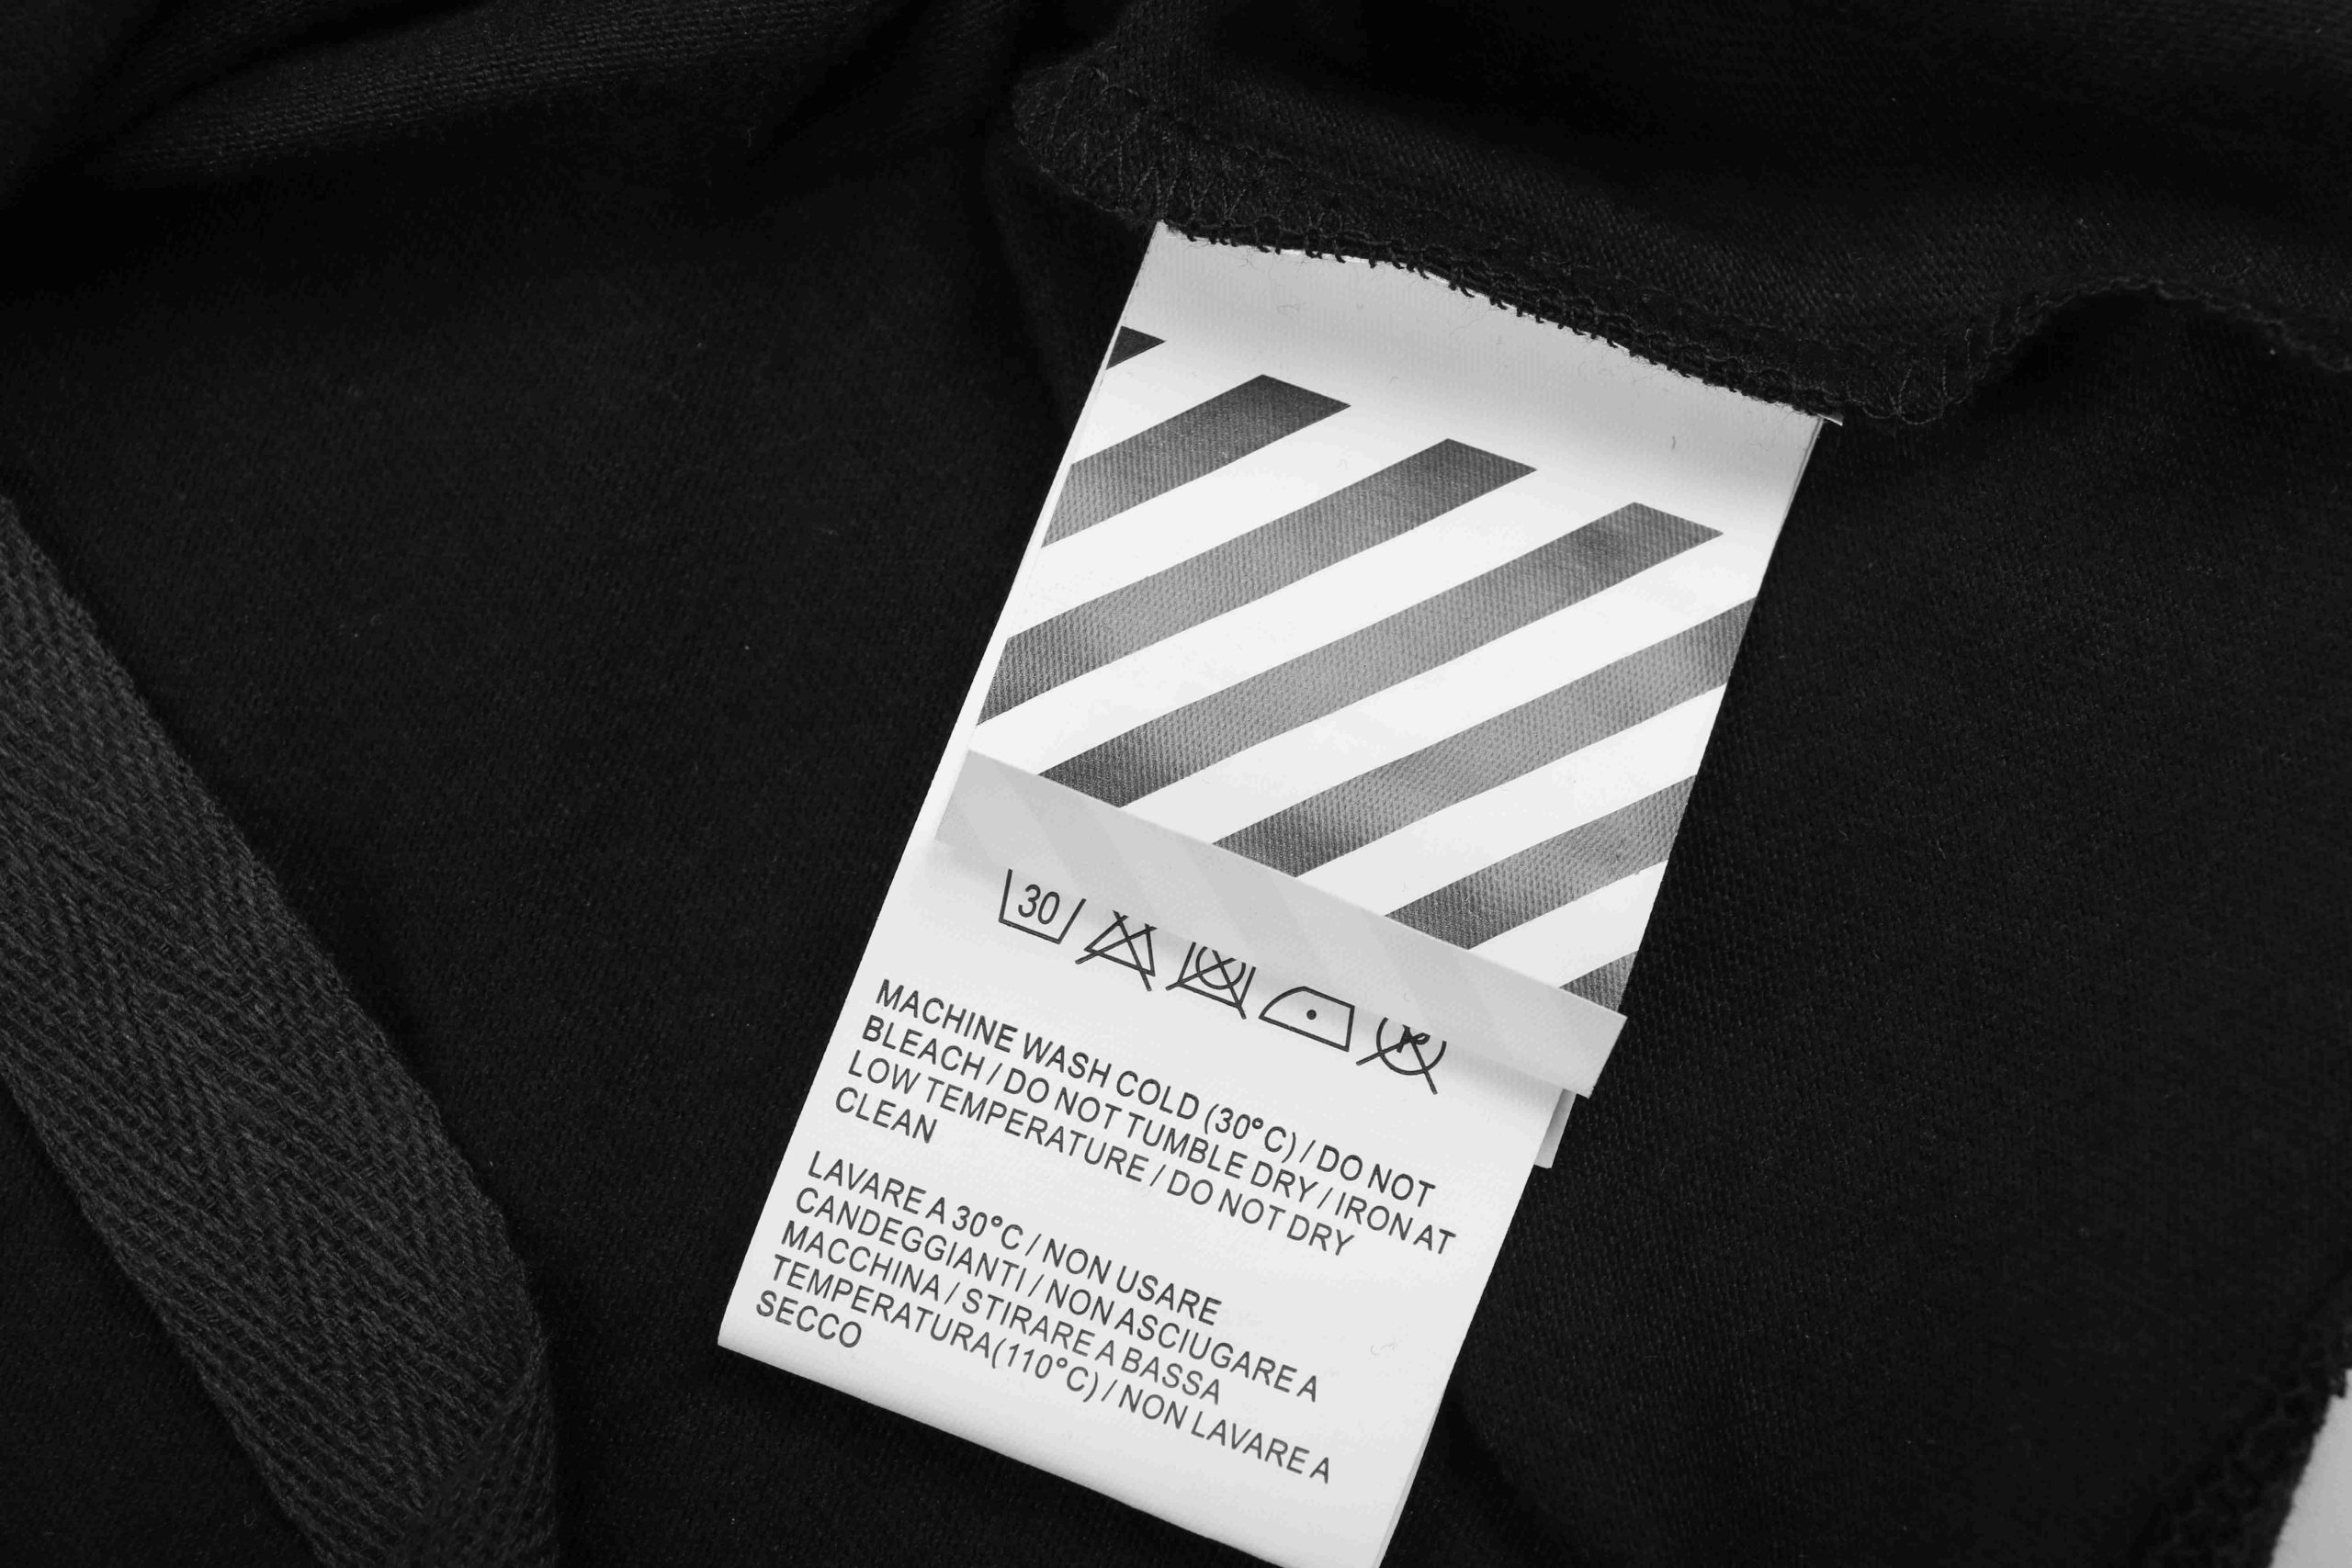 30
MACHINE WASH COLD (30°C) / DO NOT
BLEACH / DO NOT TUMBLE DRY / IRON AT
LOW TEMPERATURE / DO NOT DRY
CLEAN
LAVARE A 30°C / NON USARE
CANDEGGIANTI / NON ASCIUGARE A
MACCHINA / STIRARE A BASSA
TEMPERATURA(110°C) / NON LAVARE A
SECCO